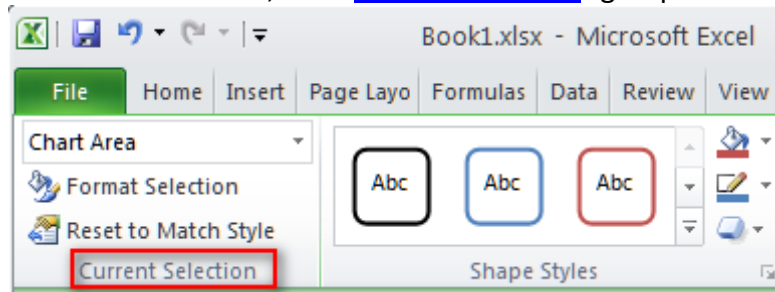 Book1.xlsx - Microsoft Excel
File Home Insert Page Layo Formulas Data Review View
Chart Area
Format Selection
Reset to Match Style
Abc Abc Abc
Current Selection Shape Styles